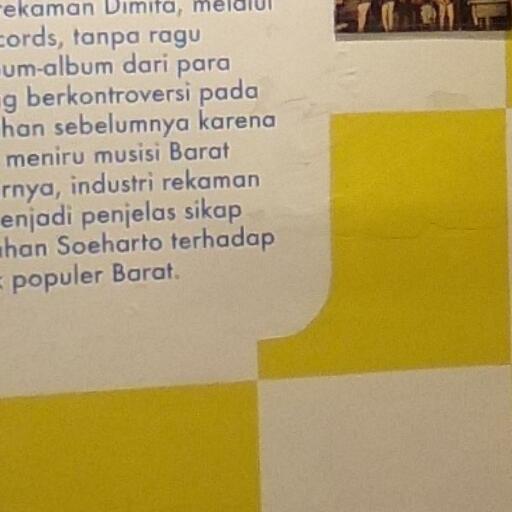 rekaman Dimita, melalui
cords, tanpa ragu
um-album dari para
g berkontroversi pada
han sebelumnya karena
meniru musisi Barat
rnya, industri rekaman
enjadi penjelas sikap
ahan Soeharto terhadap
k populer Barat.